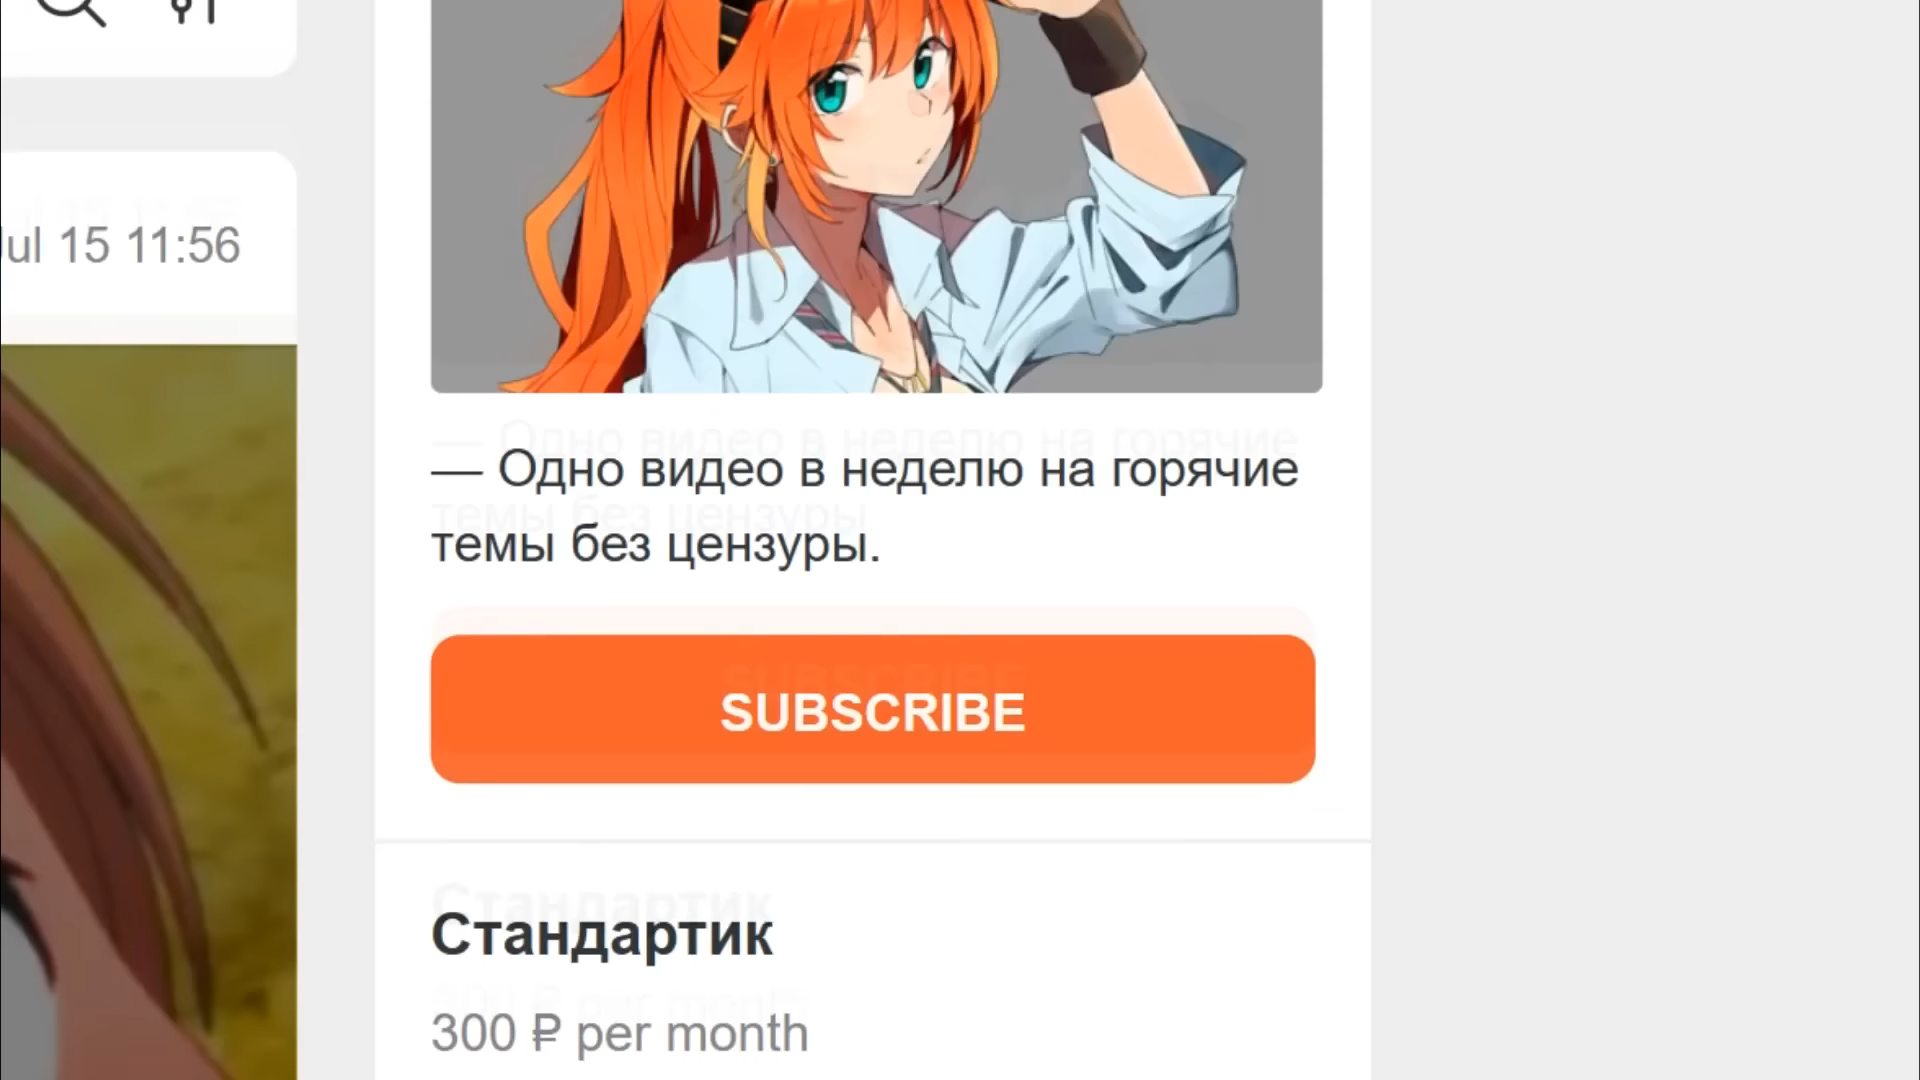 Jul 15 11:56
— Одно видео в неделю на горячие
темы без цензуры.
SUBSCRIBE
Стандартик
300 ₽ per month